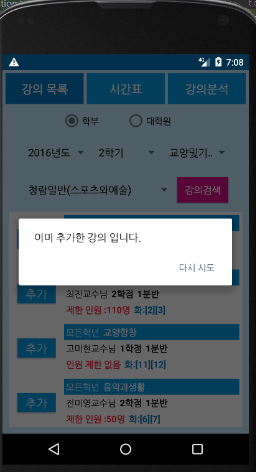 7:08
강의 목록
시간표
강의분석
학부
대학원
2016년도
2학기
교양및기..
청람일반(스포츠와예술)
강의검색
이미 추가한 강의 입니다.
다시 시도
추가
최진교수님 2학점 1분반
제한 인원 :110명 화:[2][3]
모든학년 교양합창
추가
고미현교수님 1학점 1분반
인원 제한 없음 화:[11][12]
모든학년 음악과생활
추가
전미영교수님 2학점 1분반
제한 인원 :50명 화:[6][7]